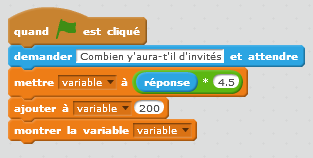 quand est cliqué
demander Combien y'aura-t'il d'invités et attendre
mettre variable à réponse * 4.5
ajouter à variable 200
montrer la variable variable